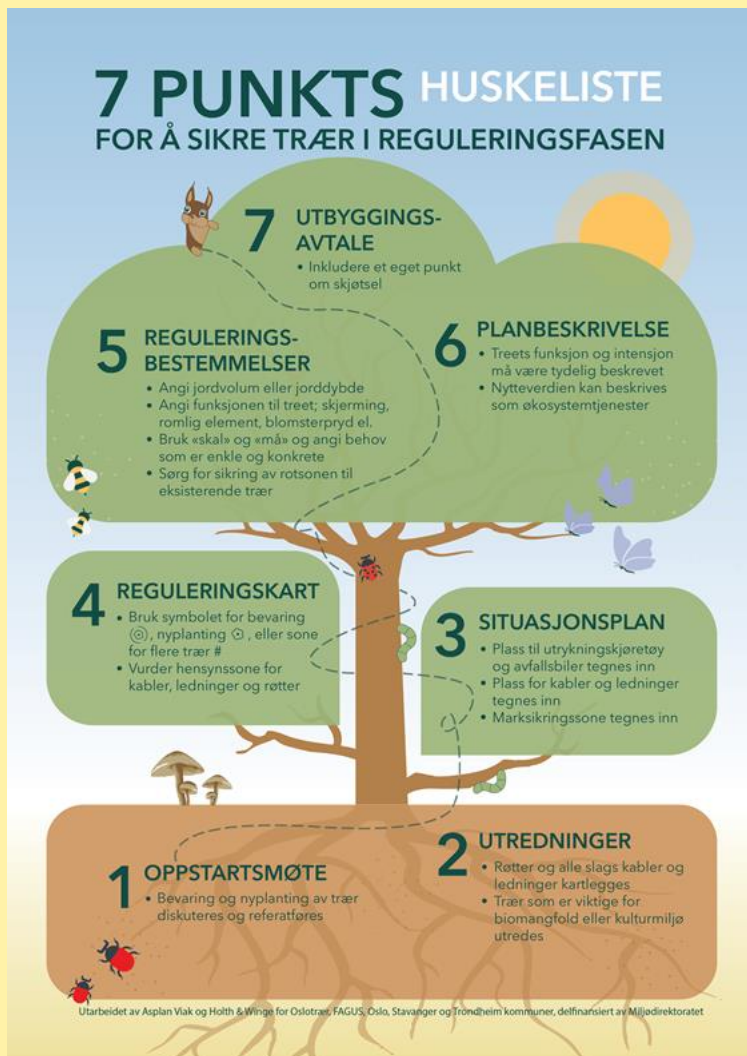 7 PUNKTS HUSKELISTE
FOR Å SIKRE TRÆR I REGULERINGSFASEN
7 UTBYGGINGS-
AVTALE
• Inkludere et eget punkt
om skjøtsel
5 REGULERINGS-
BESTEMMELSER
• Angi jordvolum eller jorddybde
• Angi funksjonen til treet; skjerming,
romlig element, blomsterpryd el.
• Bruk «skal» og «må» og angi behov
som er enkle og konkrete
• Sørg for sikring av rotsonen til
eksisterende trær
6 PLANBESKRIVELSE
• Treets funksjon og intensjon
må være tydelig beskrevet
• Nytteverdien kan beskrives
som økosystemtjenester
4 REGULERINGSKART
• Bruk symbolet for bevaring
, nyplanting , eller sone
for flere trær #
• Vurder hensynssone for
kabler, ledninger og røtter
3 SITUASJONSPLAN
• Plass til utrykningskjøretøy
og avfallsbiler tegnes inn
• Plass for kabler og ledninger
tegnes inn
• Marksikringssone tegnes inn
1 OPPSTARTSMØTE
• Bevaring og nyplanting av trær
diskuteres og referatføres
2 UTREDNINGER
• Røtter og alle slags kabler og
ledninger kartlegges
• Trær som er viktige for
biomangfold eller kulturmiljø
utredes
Utarbeidet av Asplan Viak og Holth & Winge for Oslotrær, FAGUS, Oslo, Stavanger og Trondheim kommuner, delfinansiert av Miljødirektoratet